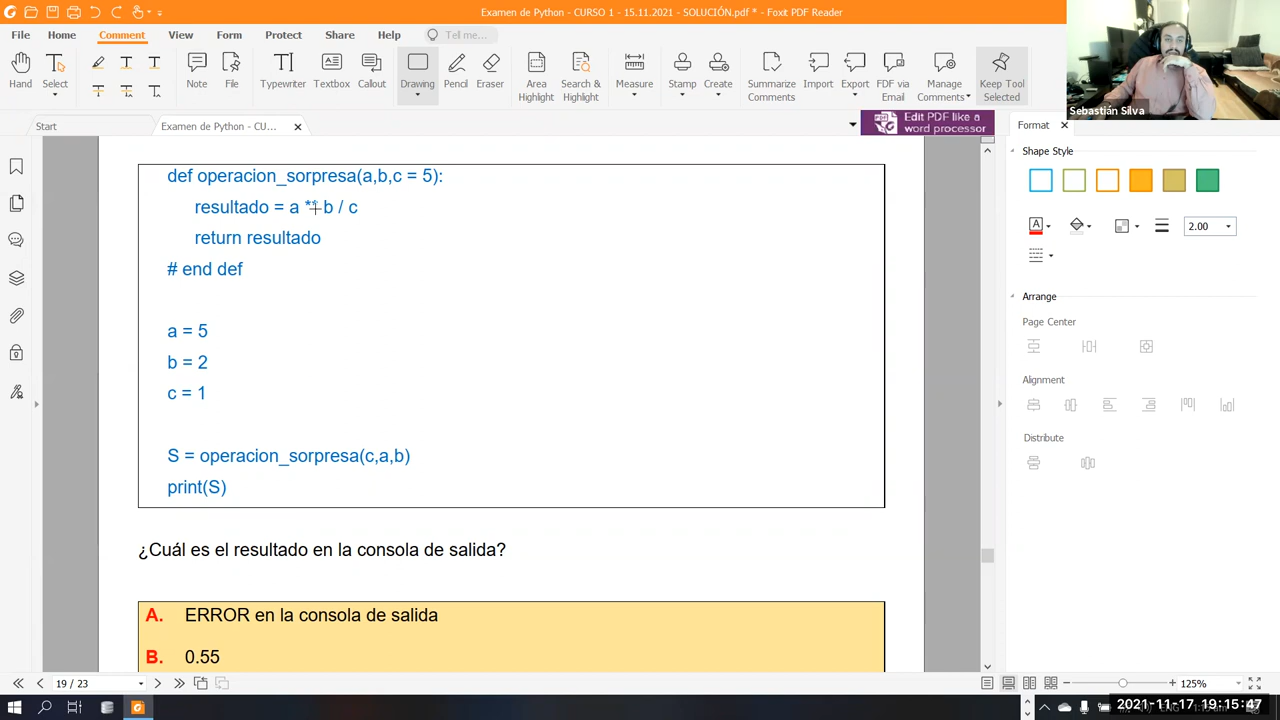 Examen de Python - CURSO 1 - 15.11.2021 - SOLUCIÓN.pdf * - Foxit PDF Reader
File Home Comment View Form Protect Share Help Tell me...
Hand Select Note File Typewriter Textbox Callout Drawing Pencil Eraser Area Highlight Search & Highlight Measure Stamp Create Summarize Comments Import Export FDF via Email Manage Comments Keep Tool Selected
Sebastián Silva
Start Examen de Python - CU... Edit PDF like a word processor
Format
Shape Style
2.00
Arrange
Page Center
Alignment
Distribute
def operacion_sorpresa(a,b,c = 5):
resultado = a ** b / c
return resultado
# end def
a = 5
b = 2
c = 1
S = operacion_sorpresa(c,a,b)
print(S)
¿Cuál es el resultado en la consola de salida?
A. ERROR en la consola de salida
B. 0.55
19 / 23
125%
2021-11-17 19:15:47